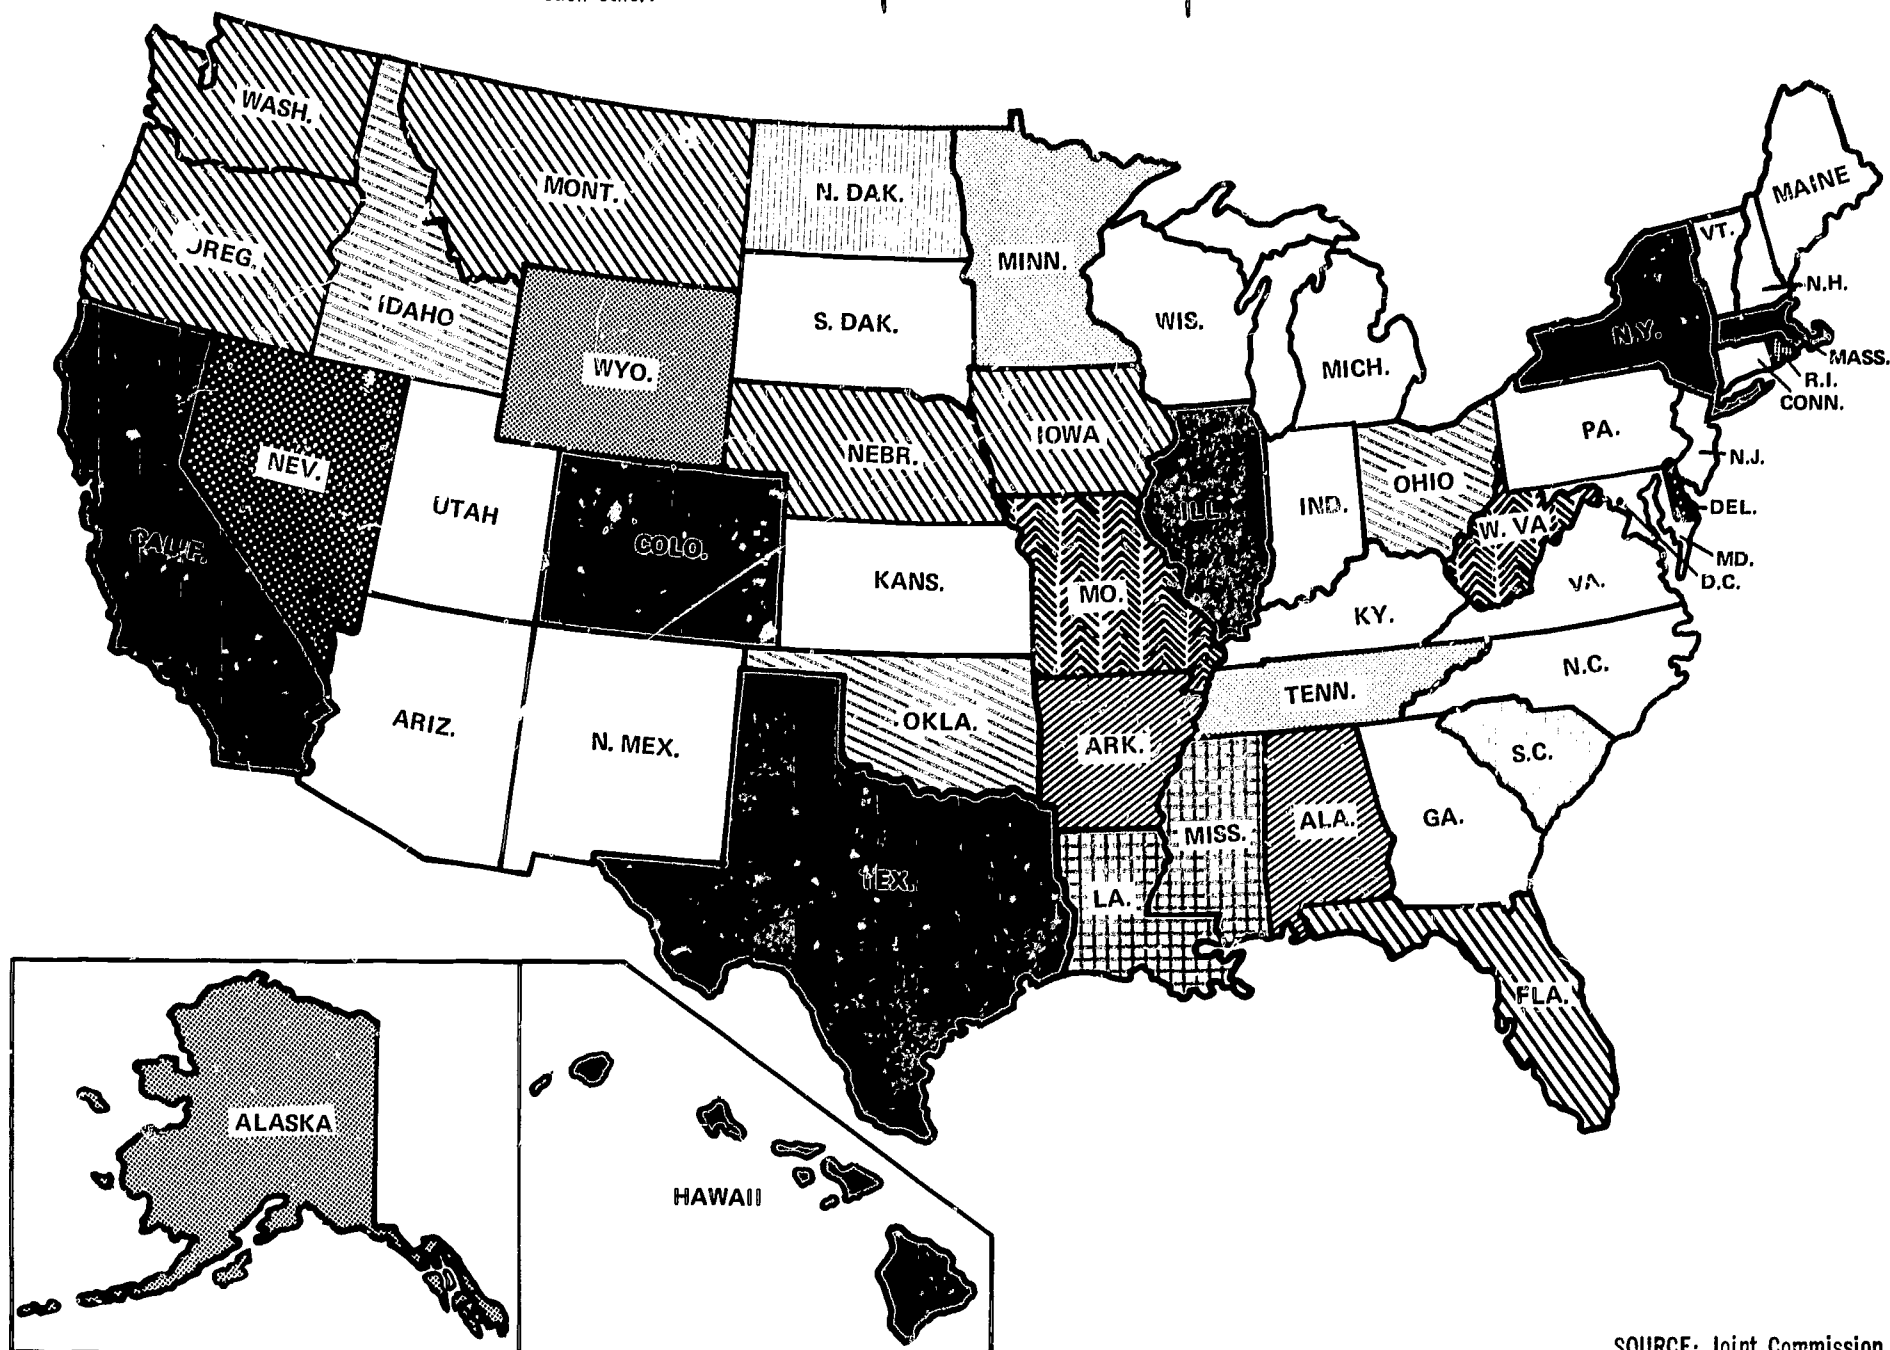 WASH.
MONT.
N. DAK.
MINN.
MAINE
VT.
OREG.
IDAHO
WYO.
S. DAK.
WIS.
MICH.
N.Y.
N.H.
MASS.
R.I.
CONN.
NEV.
UTAH
COLO.
NEBR.
IOWA
ILL.
IND.
OHIO
PA.
N.J.
DEL.
W. VA.
MD.
D.C.
VA.
CALIF.
KANS.
MO.
KY.
N.C.
TENN.
ARIZ.
N. MEX.
OKLA.
ARK.
S.C.
TEX.
LA.
MISS.
ALA.
GA.
FLA.
ALASKA
HAWAII
SOURCE: Joint Commission